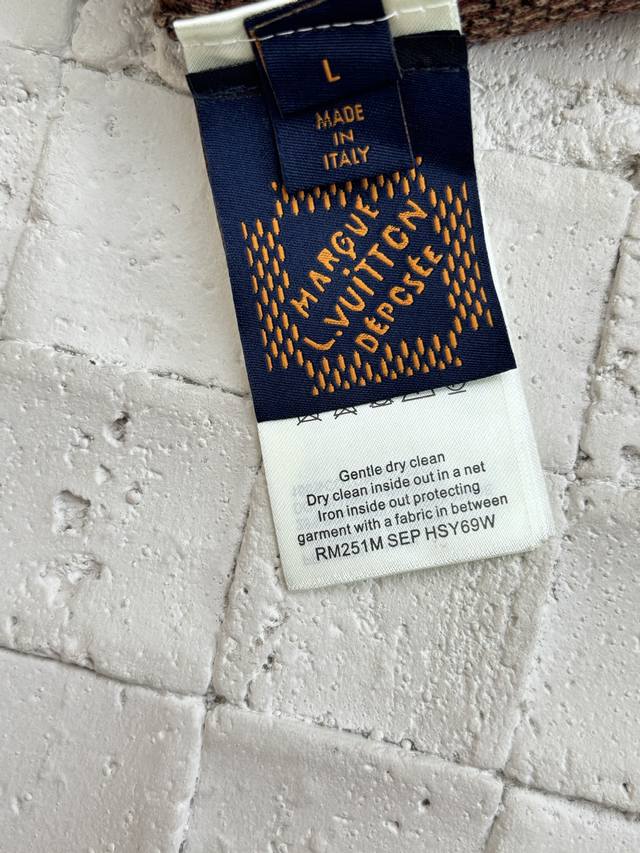 L
MADE
IN
ITALY
MARQUE
L.VUITTON
DÉPOSÉE
Gentle dry clean
Dry clean inside out in a net
Iron inside out protecting
garment with a fabric in between
RM251M SEP HSY69W